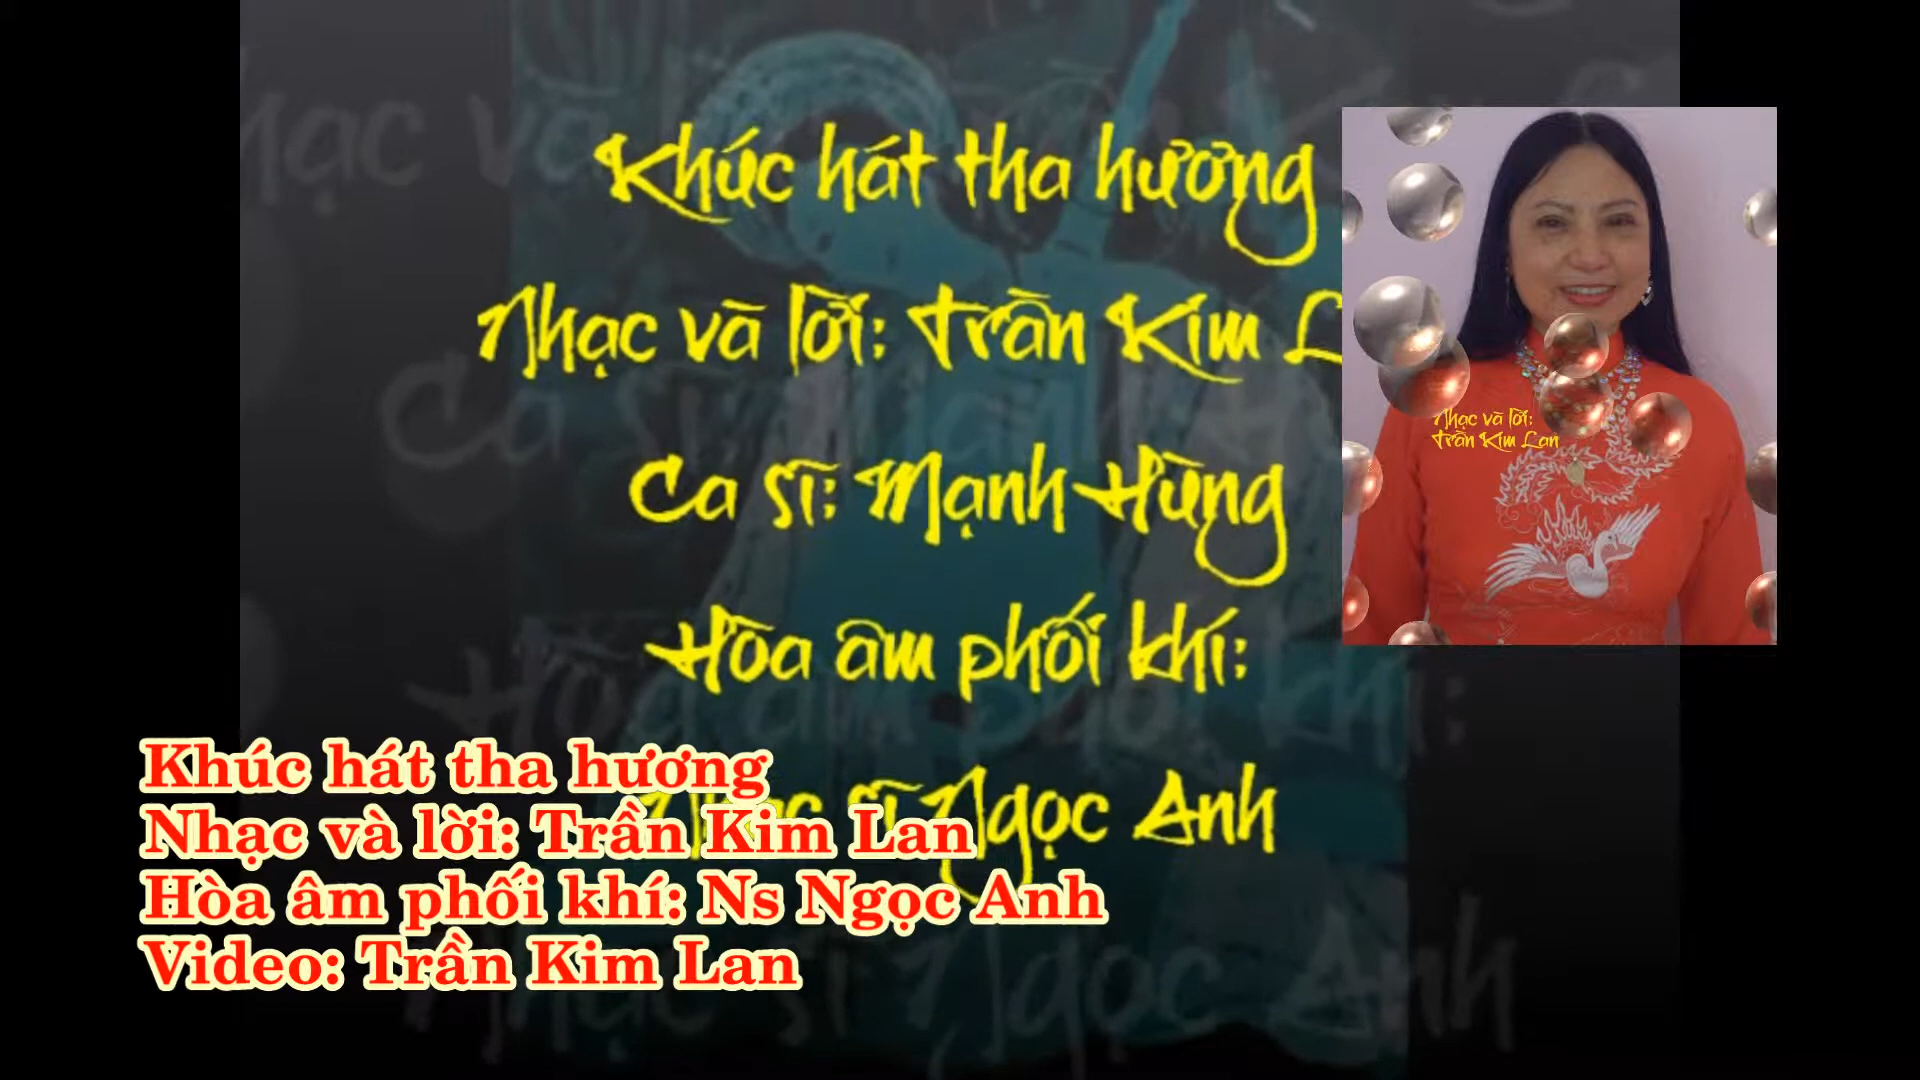 Khúc hát tha hương
Nhạc và lời: Trần Kim L
Ca sĩ: Mạnh Hùng
Hòa âm phối khí:
Nhạc sĩ Ngọc Anh
Nhạc và lời:
Trần Kim Lan
Khúc hát tha hương
Nhạc và lời: Trần Kim Lan
Hòa âm phối khí: Ns Ngọc Anh
Video: Trần Kim Lan